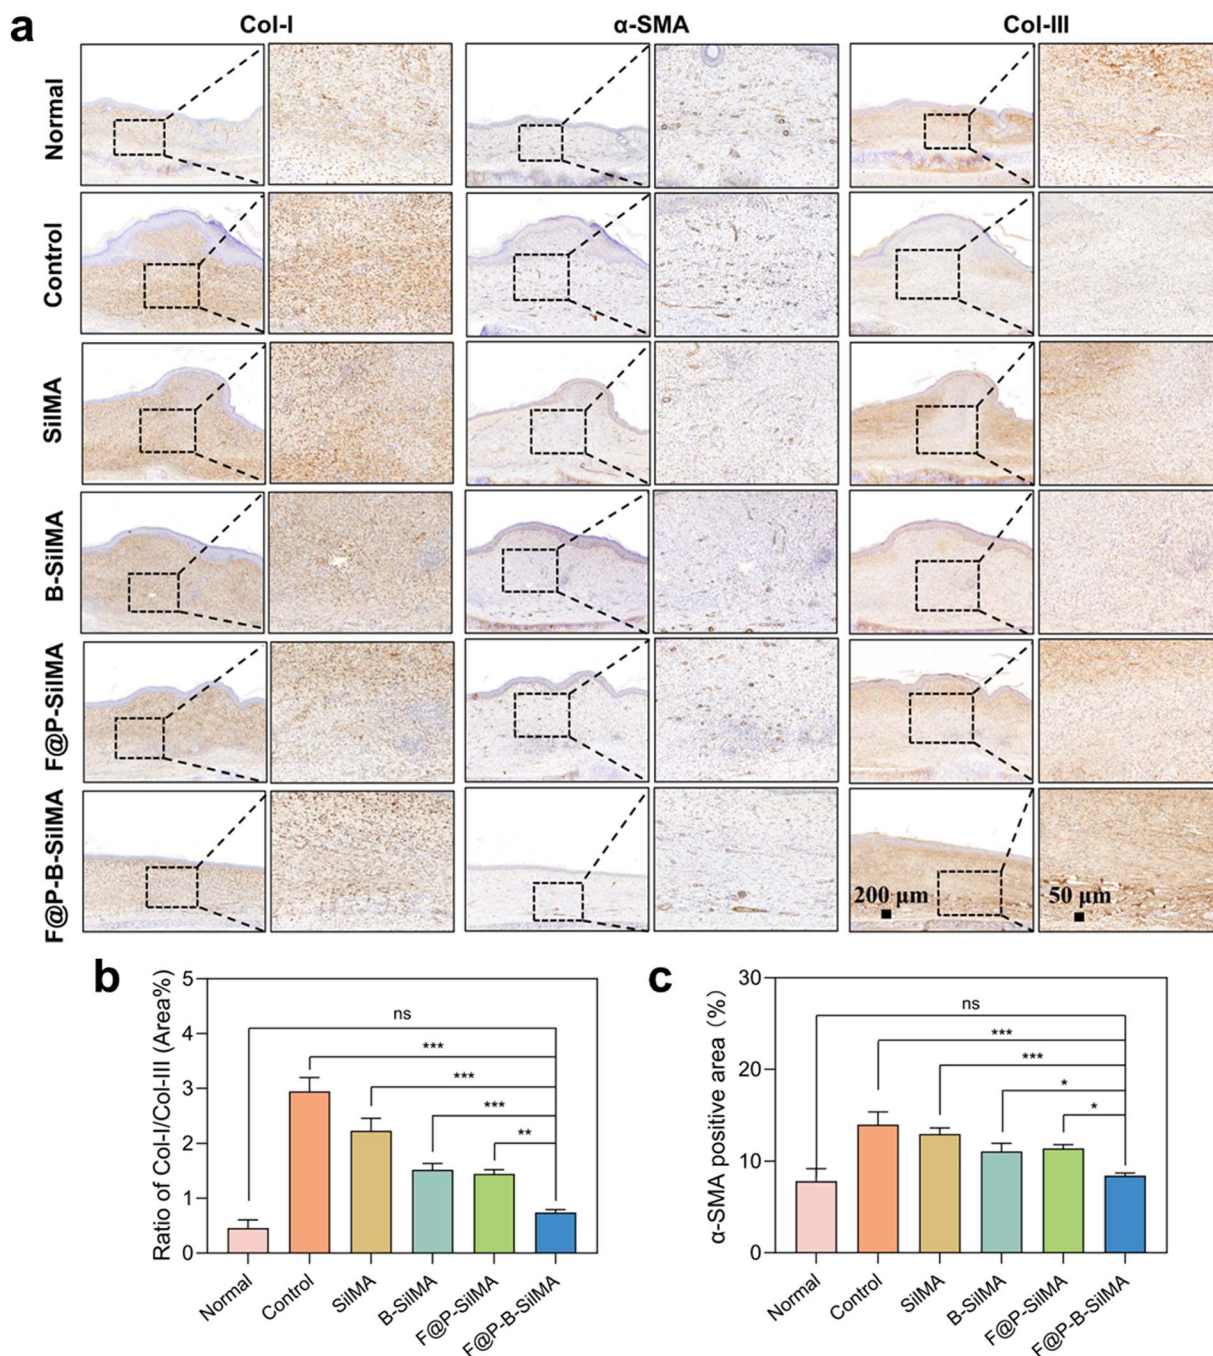 a
Col-I
α-SMA
Col-III
Normal
Control
SilMA
B-SilMA
F@P-SilMA
F@P-B-SilMA
200 μm
50 μm
b
Ratio of Col-I/Col-III (Area%)
5
4
3
2
1
0
ns
***
***
***
**
Normal
Control
SilMA
B-SilMA
F@P-SilMA
F@P-B-SilMA
c
α-SMA positive area (%)
30
20
10
0
ns
***
***
*
*
Normal
Control
SilMA
B-SilMA
F@P-SilMA
F@P-B-SilMA